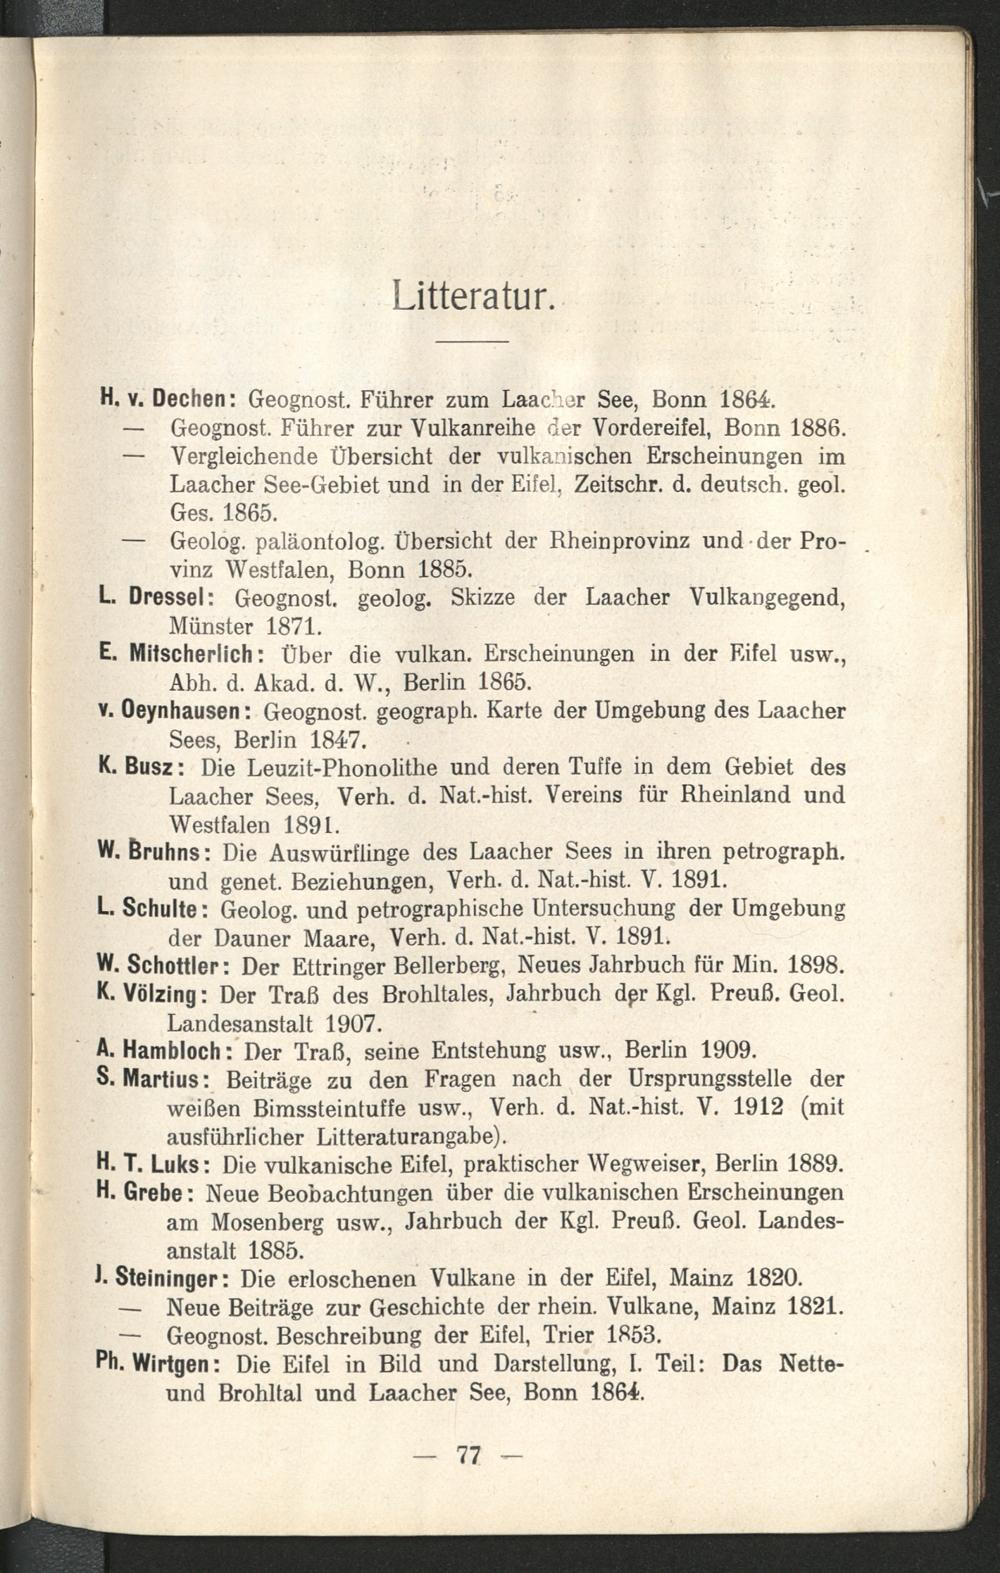 Litteratur.
H. v. Dechen: Geognost. Führer zum Laacher See, Bonn 1864.
— Geognost. Führer zur Vulkanreihe der Vordereifel, Bonn 1886.
— Vergleichende Übersicht der vulkanischen Erscheinungen im
Laacher See-Gebiet und in der Eifel, Zeitschr. d. deutsch. geol.
Ges. 1865.
— Geolog. paläontolog. Übersicht der Rheinprovinz und der Pro-
vinz Westfalen, Bonn 1885.
L. Dressel: Geognost. geolog. Skizze der Laacher Vulkangegend,
Münster 1871.
E. Mitscherlich: Über die vulkan. Erscheinungen in der Eifel usw.,
Abh. d. Akad. d. W., Berlin 1865.
v. Oeynhausen: Geognost. geograph. Karte der Umgebung des Laacher
Sees, Berlin 1847.
K. Busz: Die Leuzit-Phonolithe und deren Tuffe in dem Gebiet des
Laacher Sees, Verh. d. Nat.-hist. Vereins für Rheinland und
Westfalen 1891.
W. Bruhns: Die Auswürflinge des Laacher Sees in ihren petrograph.
und genet. Beziehungen, Verh. d. Nat.-hist. V. 1891.
L. Schulte: Geolog. und petrographische Untersuchung der Umgebung
der Dauner Maare, Verh. d. Nat.-hist. V. 1891.
W. Schottler: Der Ettringer Bellerberg, Neues Jahrbuch für Min. 1898.
K. Völzing: Der Traß des Brohltales, Jahrbuch der Kgl. Preuß. Geol.
Landesanstalt 1907.
A. Hambloch: Der Traß, seine Entstehung usw., Berlin 1909.
S. Martius: Beiträge zu den Fragen nach der Ursprungsstelle der
weißen Bimssteintuffe usw., Verh. d. Nat.-hist. V. 1912 (mit
ausführlicher Litteraturangabe).
H. T. Luks: Die vulkanische Eifel, praktischer Wegweiser, Berlin 1889.
H. Grebe: Neue Beobachtungen über die vulkanischen Erscheinungen
am Mosenberg usw., Jahrbuch der Kgl. Preuß. Geol. Landes-
anstalt 1885.
J. Steininger: Die erloschenen Vulkane in der Eifel, Mainz 1820.
— Neue Beiträge zur Geschichte der rhein. Vulkane, Mainz 1821.
— Geognost. Beschreibung der Eifel, Trier 1853.
Ph. Wirtgen: Die Eifel in Bild und Darstellung, I. Teil: Das Nette-
und Brohltal und Laacher See, Bonn 1864.
— 77 —